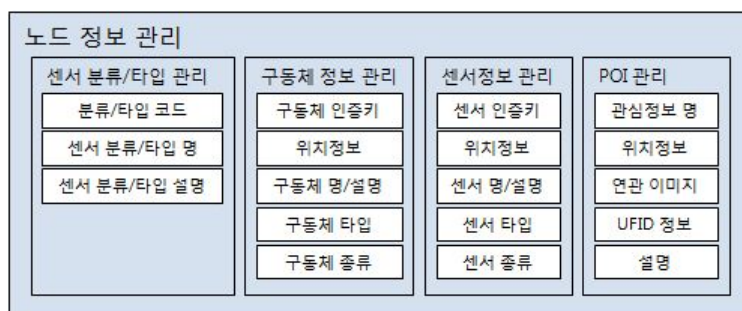 노드 정보 관리
센서 분류/타입 관리
분류/타입 코드
센서 분류/타입 명
센서 분류/타입 설명
구동체 정보 관리
구동체 인증키
위치정보
구동체 명/설명
구동체 타입
구동체 종류
센서정보 관리
센서 인증키
위치정보
센서 명/설명
센서 타입
센서 종류
POI 관리
관심정보 명
위치정보
연관 이미지
UFID 정보
설명